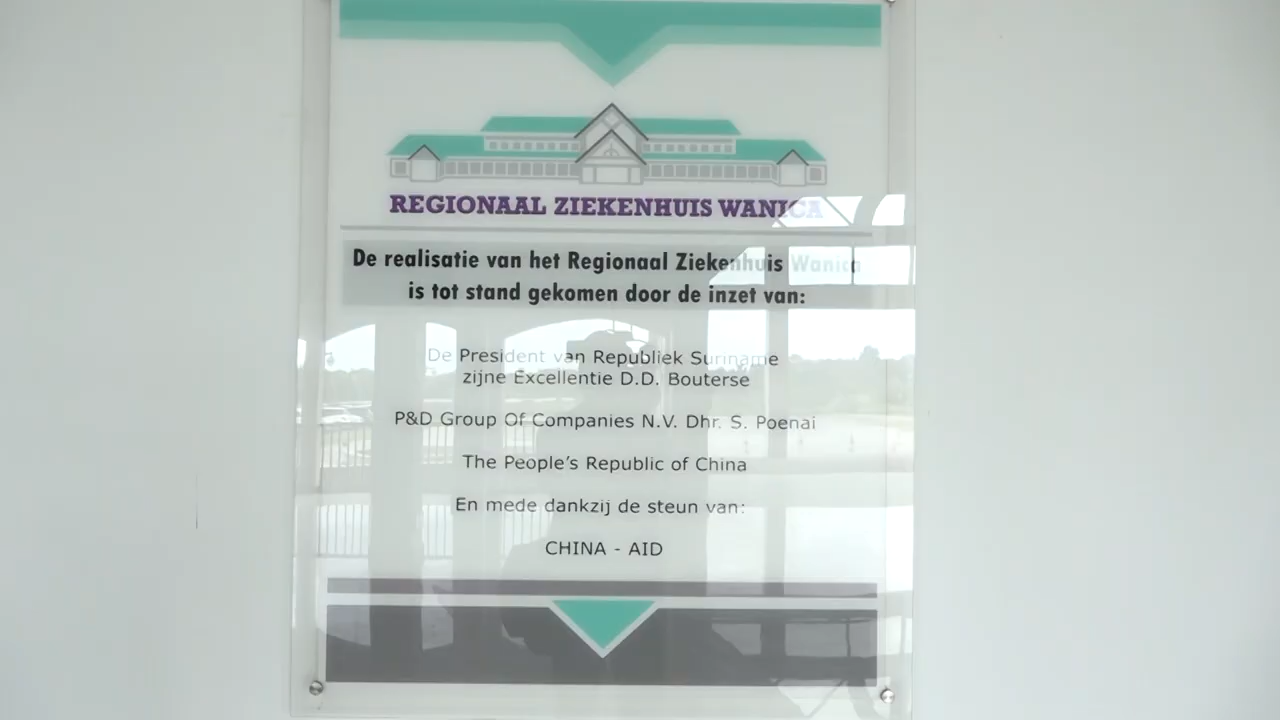 REGIONAAL ZIEKENHUIS WANICA
De realisatie van het Regionaal Ziekenhuis Wanica
is tot stand gekomen door de inzet van:
De President van Republiek Suriname
zijne Excellentie D.D. Bouterse
P&D Group Of Companies N.V. Dhr. S. Poenai
The People's Republic of China
En mede dankzij de steun van:
CHINA - AID